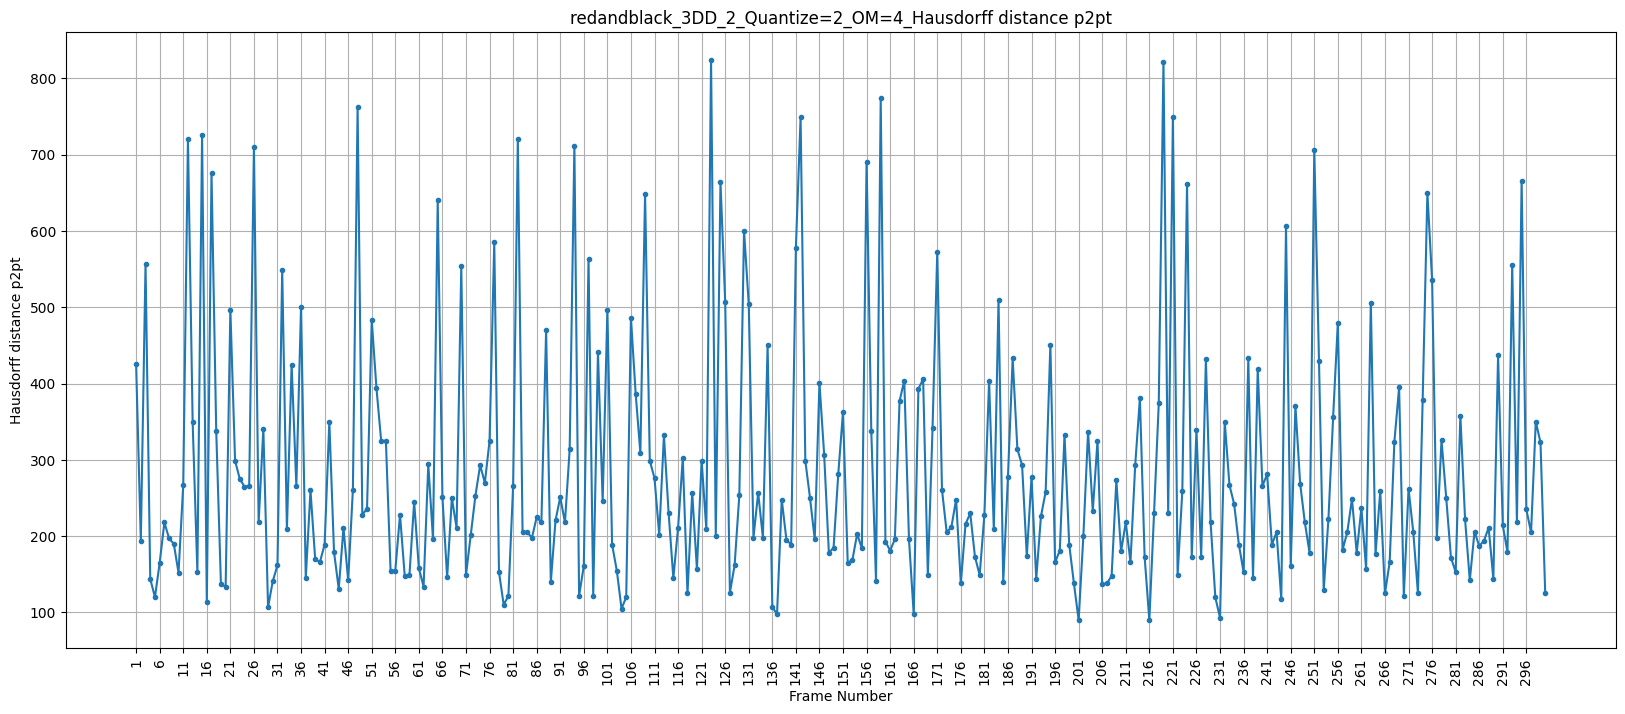 redandblack_3DD_2_Quantize=2_OM=4_Hausdorff distance p2pt
Hausdorff distance p2pt
800
700
600
500
400
300
200
100
1 6 11 16 21 26 31 36 41 46 51 56 61 66 71 76 81 86 91 96 101 106 111 116 121 126 131 136 141 146 151 156 161 166 171 176 181 186 191 196 201 206 211 216 221 226 231 236 241 246 251 256 261 266 271 276 281 286 291 296
Frame Number